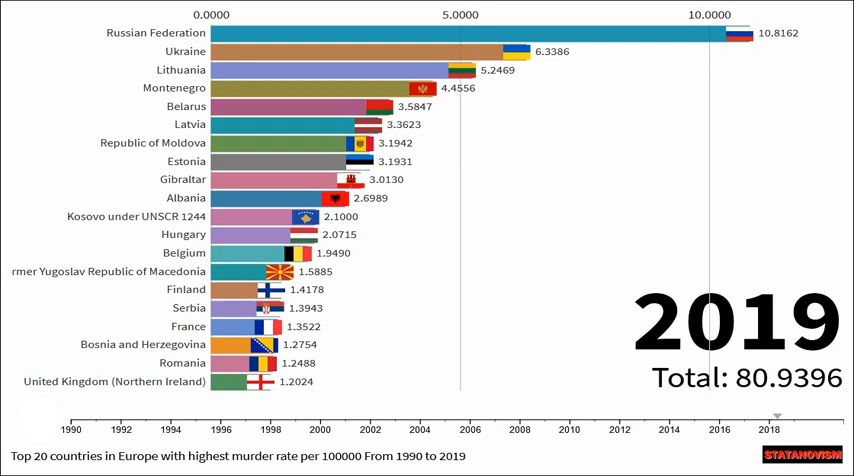 0.0000 5.0000 10.0000
Russian Federation 10.8162
Ukraine 6.3386
Lithuania 5.2469
Montenegro 4.4556
Belarus 3.5847
Latvia 3.3623
Republic of Moldova 3.1942
Estonia 3.1931
Gibraltar 3.0130
Albania 2.6989
Kosovo under UNSCR 1244 2.1000
Hungary 2.0715
Belgium 1.9490
rmer Yugoslav Republic of Macedonia 1.5885
Finland 1.4178
Serbia 1.3943
France 1.3522
Bosnia and Herzegovina 1.2754
Romania 1.2488
United Kingdom (Northern Ireland) 1.2024
2019
Total: 80.9396
1990 1992 1994 1996 1998 2000 2002 2004 2006 2008 2010 2012 2014 2016 2018
Top 20 countries in Europe with highest murder rate per 100000 From 1990 to 2019
STATANOVISM